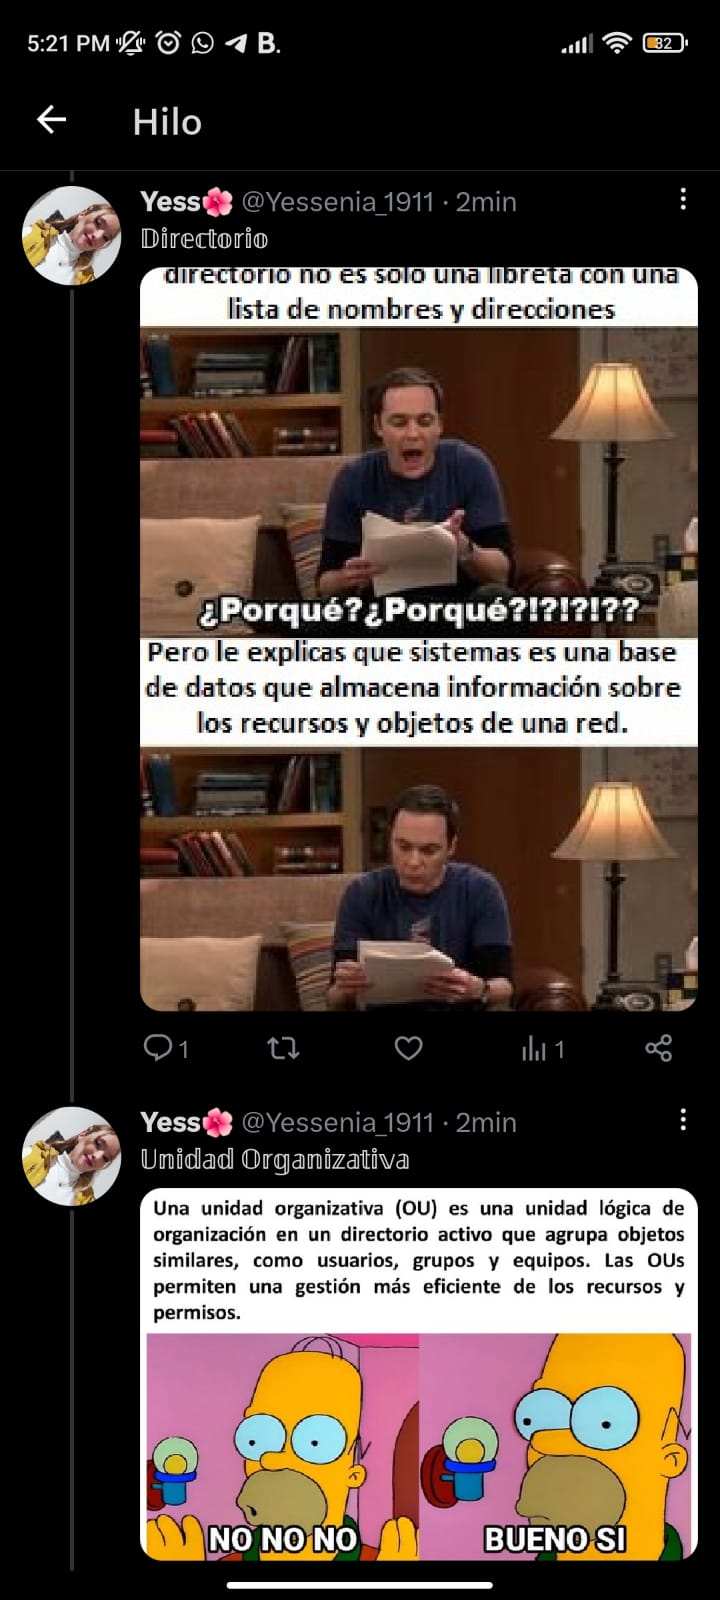 5:21 PM B. 32
Hilo
Yess @Yessenia_1911 · 2min
Directorio
directorio no es solo una libreta con una
lista de nombres y direcciones
¿Porqué?¿Porqué?!?!?!??
Pero le explicas que sistemas es una base
de datos que almacena información sobre
los recursos y objetos de una red.
1 1
Yess @Yessenia_1911 · 2min
Unidad Organizativa
Una unidad organizativa (OU) es una unidad lógica de
organización en un directorio activo que agrupa objetos
similares, como usuarios, grupos y equipos. Las OUs
permiten una gestión más eficiente de los recursos y
permisos.
NO NO NO
BUENO SI